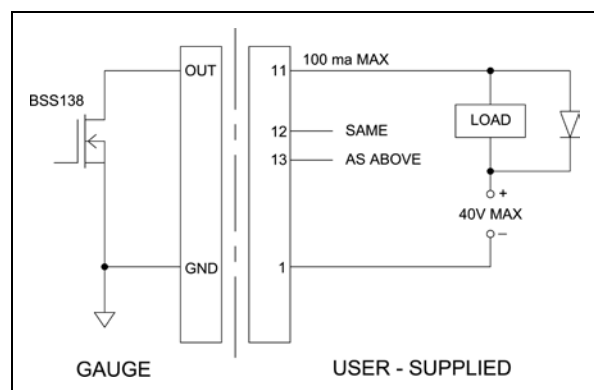 OUT
11
100 ma MAX
BSS138
LOAD
12
SAME
13
AS ABOVE
+
40V MAX
–
GND
1
GAUGE
USER - SUPPLIED